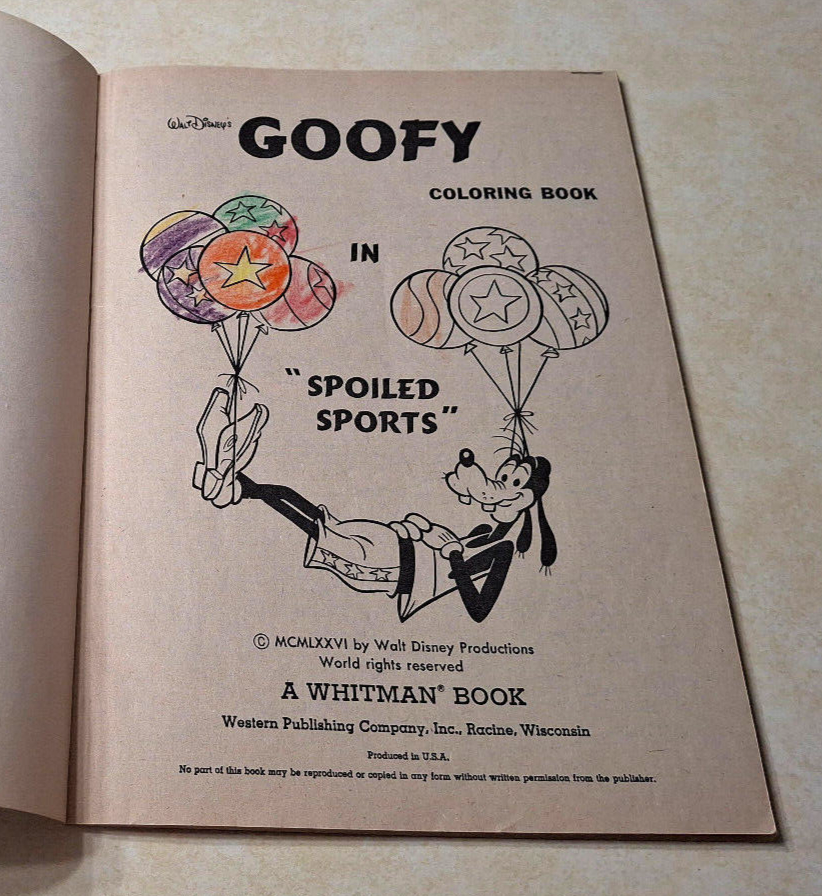 WALT DISNEY'S GOOFY
COLORING BOOK
IN
"SPOILED
SPORTS"
© MCMLXXVI by Walt Disney Productions
World rights reserved
A WHITMAN® BOOK
Western Publishing Company, Inc., Racine, Wisconsin
Produced in U.S.A.
No part of this book may be reproduced or copied in any form without written permission from the publisher.